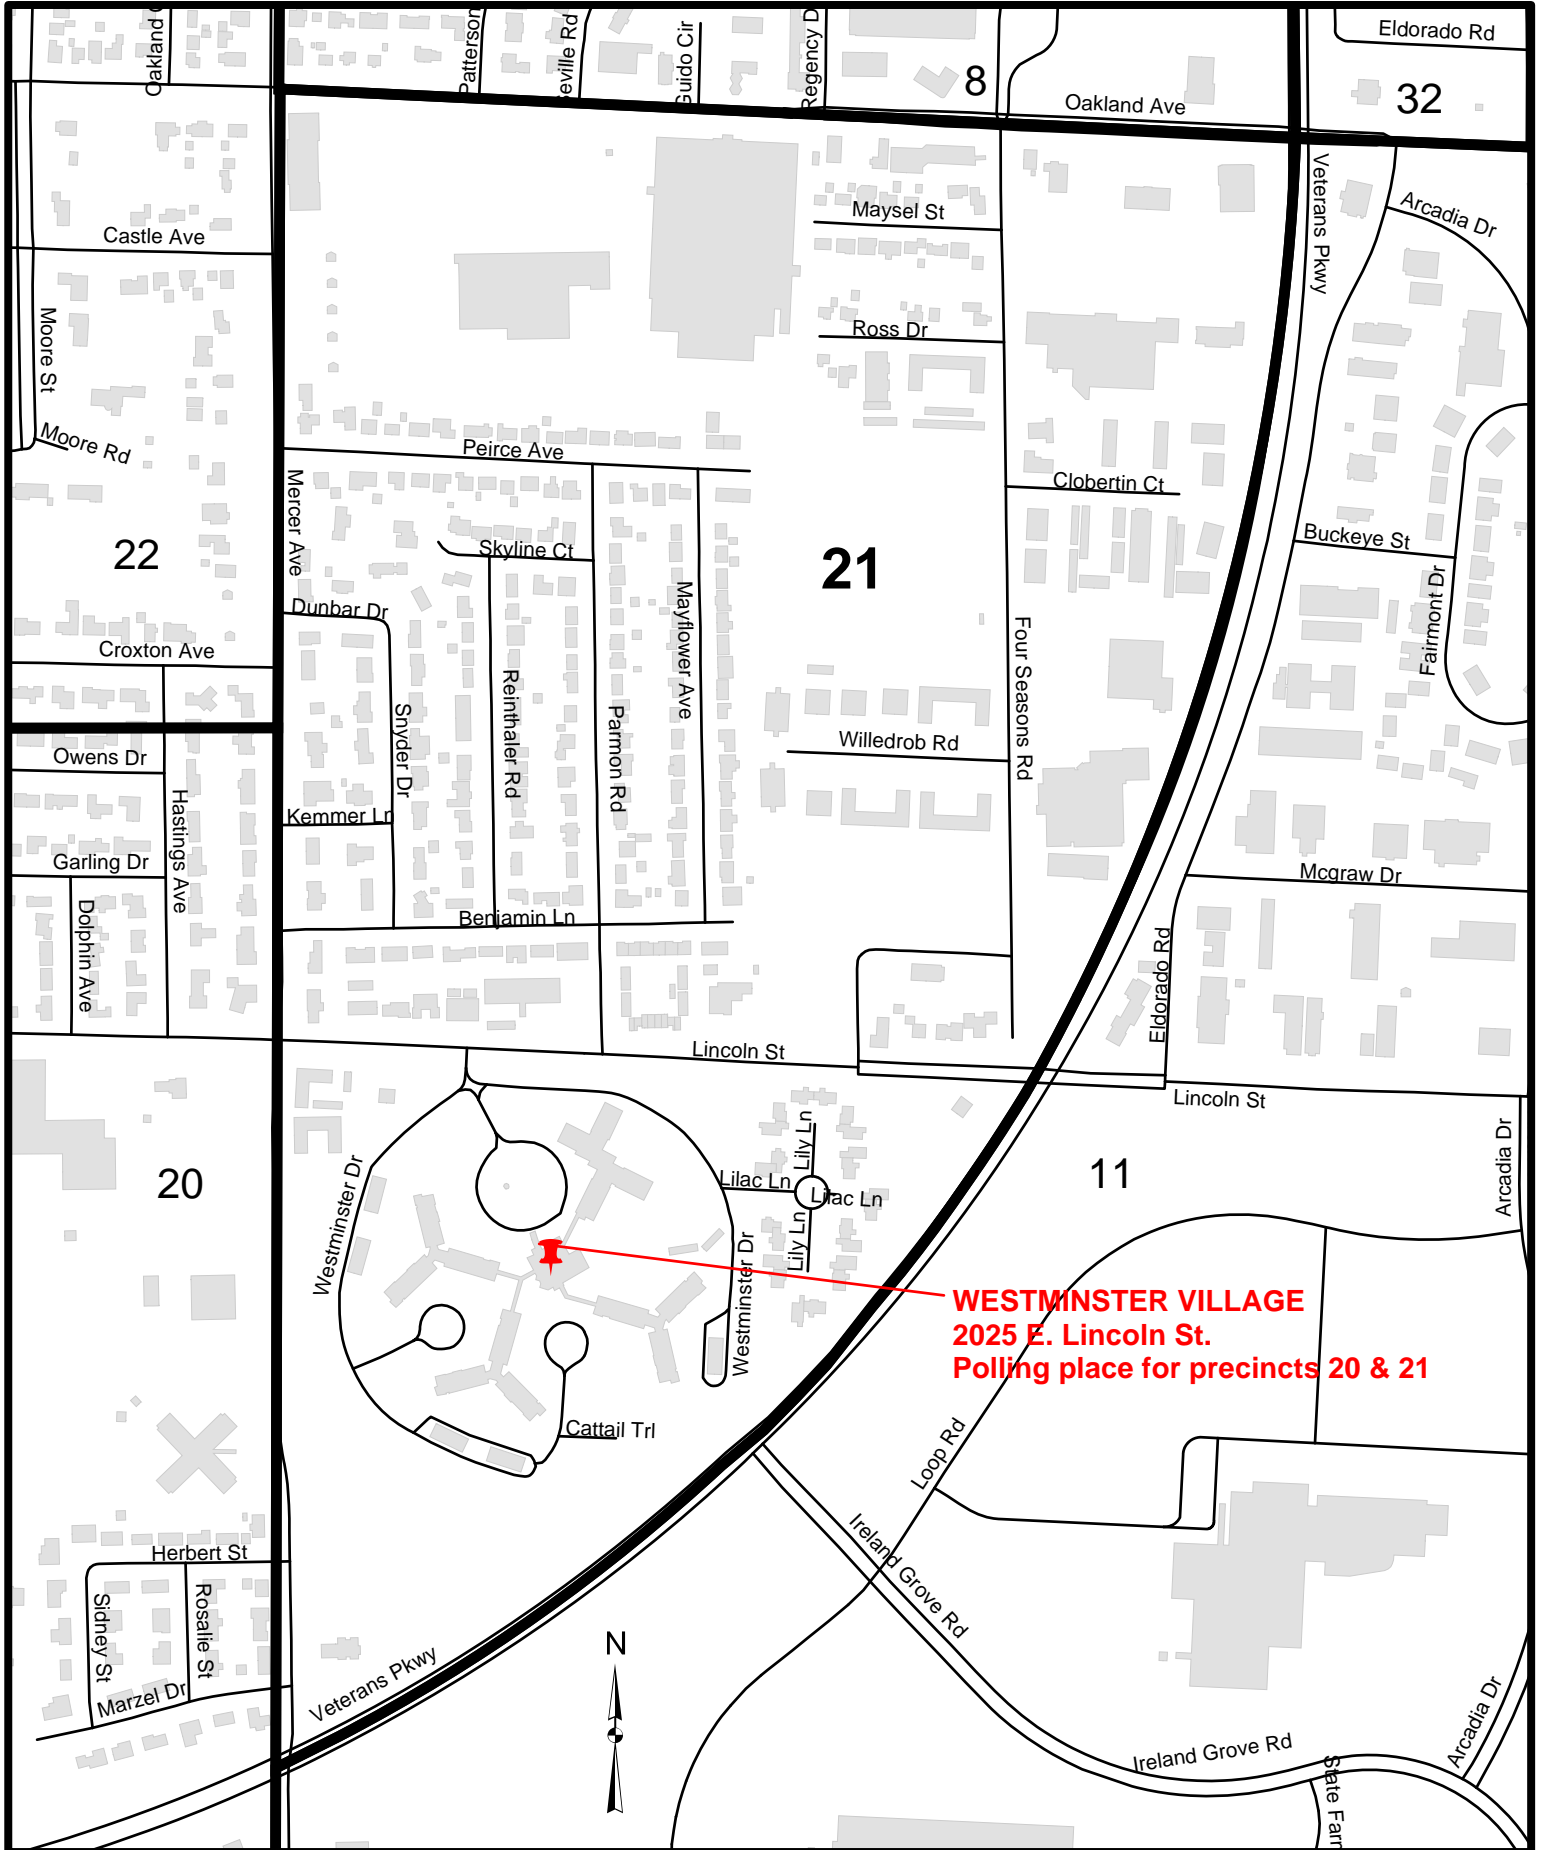 Oakland
Patterson
Seville Rd
Guido Cir
Regency D
Eldorado Rd
8
32
Oakland Ave
Veterans Pkwy
Arcadia Dr
Maysel St
Castle Ave
Moore St
Ross Dr
Moore Rd
Peirce Ave
Mercer Ave
Clobertin Ct
22
Skyline Ct
21
Buckeye St
Fairmont Dr
Dunbar Dr
Mayflower Ave
Four Seasons Rd
Croxton Ave
Reinthaler Rd
Parmon Rd
Snyder Dr
Willedrob Rd
Owens Dr
Hastings Ave
Kemmer Ln
Garling Dr
Mcgraw Dr
Dolphin Ave
Benjamin Ln
Eldorado Rd
Lincoln St
Lincoln St
Lily Ln
Arcadia Dr
Westminster Dr
20
Lilac Ln
Lilac Ln
11
Lily Ln
Westminster Dr
WESTMINSTER VILLAGE
2025 E. Lincoln St.
Polling place for precincts 20 & 21
Cattail Trl
Loop Rd
Ireland Grove Rd
Herbert St
Sidney St
Rosalie St
N
Marzel Dr
Veterans Pkwy
Arcadia Dr
Ireland Grove Rd
State Farm